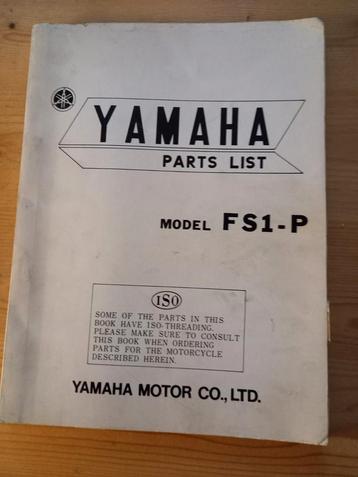 YAMAHA
PARTS LIST
MODEL FS1-P
ISO
SOME OF THE PARTS IN THIS
BOOK HAVE ISO-THREADING.
PLEASE MAKE SURE TO CONSULT
THIS BOOK WHEN ORDERING
PARTS FOR THE MOTORCYCLE
DESCRIBED HEREIN.
YAMAHA MOTOR CO., LTD.